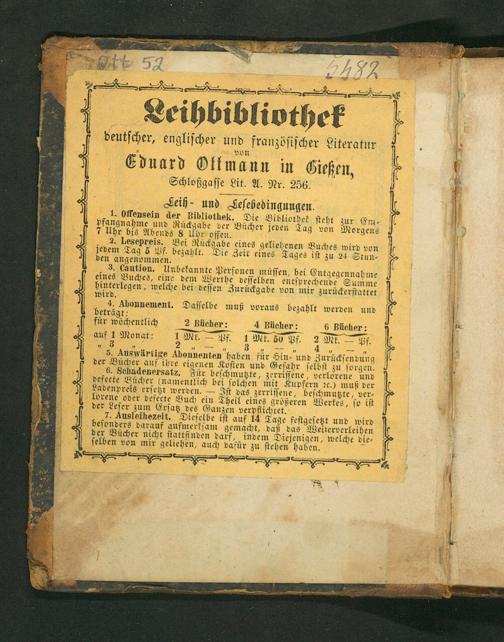 Ott 52
5482
Leihbibliothek
deutscher, englischer und französischer Literatur
von
Eduard Ottmann in Gießen,
Schloßgasse Lit. A. Nr. 256.
Leih- und Lesebedingungen.
1. Offensein der Bibliothek. Die Bibliothek steht zur Em-
pfangnahme und Rückgabe der Bücher jeden Tag von Morgens
7 Uhr bis Abends 8 Uhr offen.
2. Lesepreis. Bei Rückgabe eines geliehenen Buches wird von
jedem Tag 5 Pf. bezahlt. Die Zeit eines Tages ist zu 24 Stun-
den angenommen.
3. Caution. Unbekannte Personen müssen, bei Entgegennahme
eines Buches, eine dem Werthe desselben entsprechende Summe
hinterlegen, welche bei dessen Zurückgabe von mir zurückerstattet
wird.
4. Abonnement. Dasselbe muß voraus bezahlt werden und
beträgt:
für wöchentlich 2 Bücher: 4 Bücher: 6 Bücher:
auf 1 Monat: 1 Mk. — Pf. 1 Mk. 50 Pf. 2 Mk. — Pf.
„ 3 „ 2 „ — „ 3 „ — „ 4 „ — „
5. Auswärtige Abonnenten haben für Hin- und Zurücksendung
der Bücher auf ihre eigenen Kosten und Gefahr selbst zu sorgen.
6. Schadenersatz. Für beschmutzte, zerrissene, verlorene und
defecte Bücher (namentlich bei solchen mit Kupfern ꝛc.) muß der
Ladenpreis ersetzt werden. — Ist das zerrissene, beschmutzte, ver-
lorene oder defecte Buch ein Theil eines größeren Werkes, so ist
der Leser zum Ersatz des Ganzen verpflichtet.
7. Ausleihezeit. Dieselbe ist auf 14 Tage festgesetzt und wird
besonders darauf aufmerksam gemacht, daß das Weiterverleihen
der Bücher nicht stattfinden darf, indem Diejenigen, welche die-
selben von mir geliehen, auch dafür zu stehen haben.